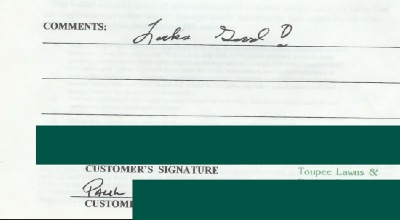 COMMENTS: Looks Good
CUSTOMER'S SIGNATURE Toupee Lawns &
CUSTOM